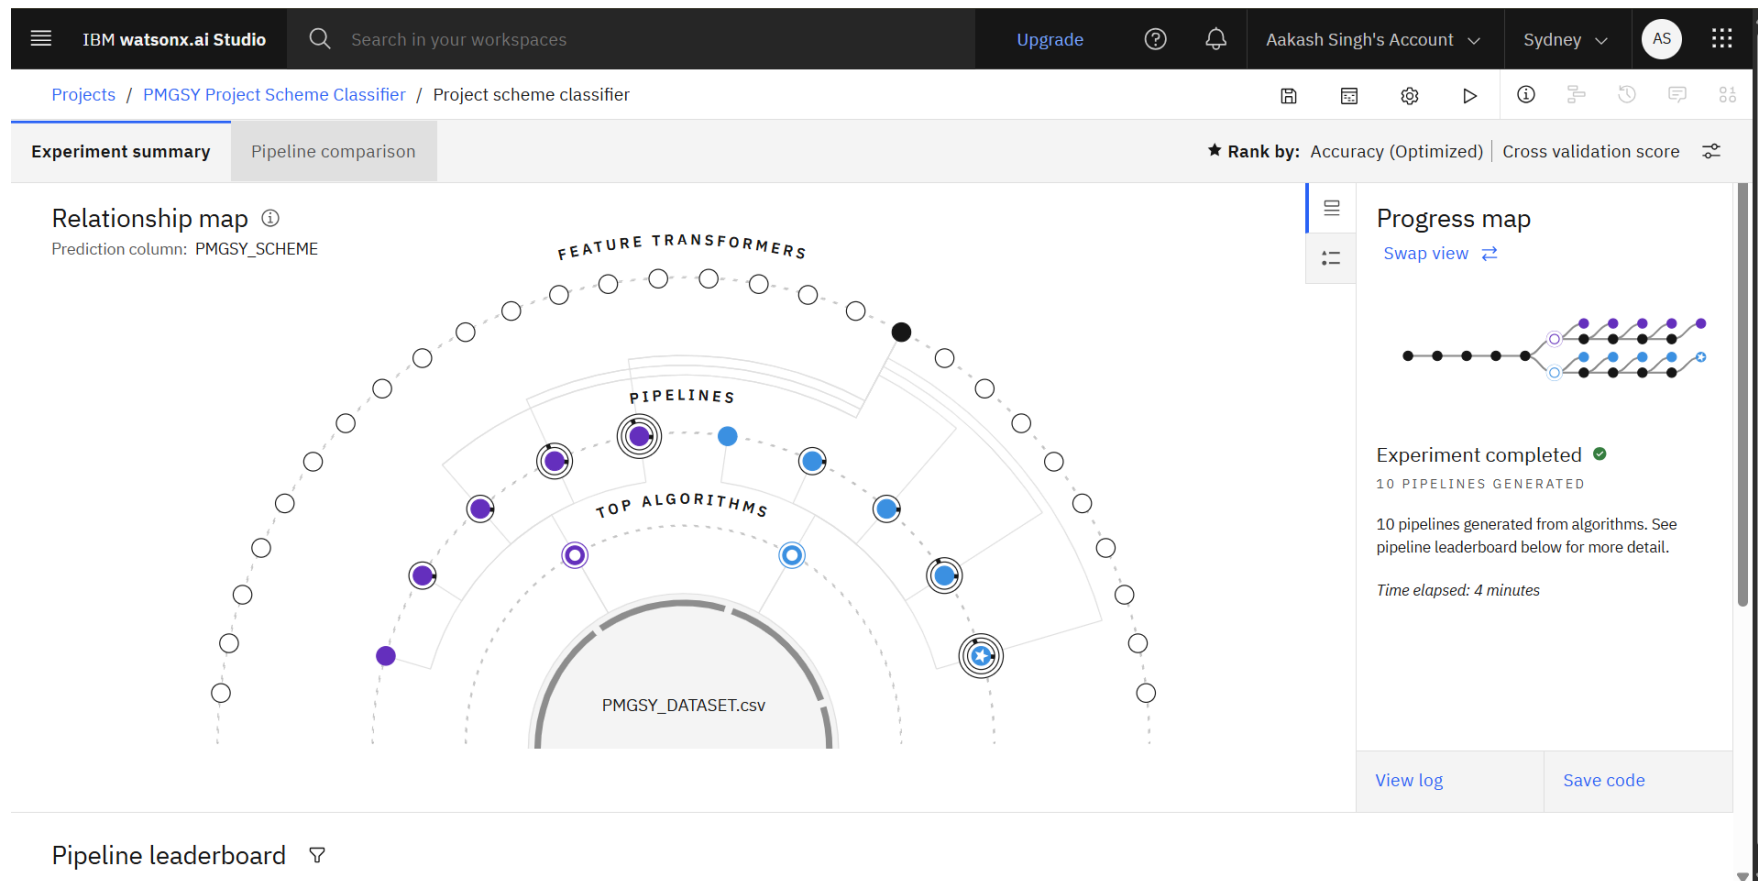 IBM watsonx.ai Studio
Search in your workspaces
Upgrade
Aakash Singh's Account
Sydney
AS
Projects / PMGSY Project Scheme Classifier / Project scheme classifier
Experiment summary
Pipeline comparison
Rank by: Accuracy (Optimized) | Cross validation score
Relationship map
Prediction column: PMGSY_SCHEME
FEATURE TRANSFORMERS
PIPELINES
TOP ALGORITHMS
PMGSY_DATASET.csv
Progress map
Swap view
Experiment completed
10 PIPELINES GENERATED
10 pipelines generated from algorithms. See
pipeline leaderboard below for more detail.
Time elapsed: 4 minutes
View log
Save code
Pipeline leaderboard